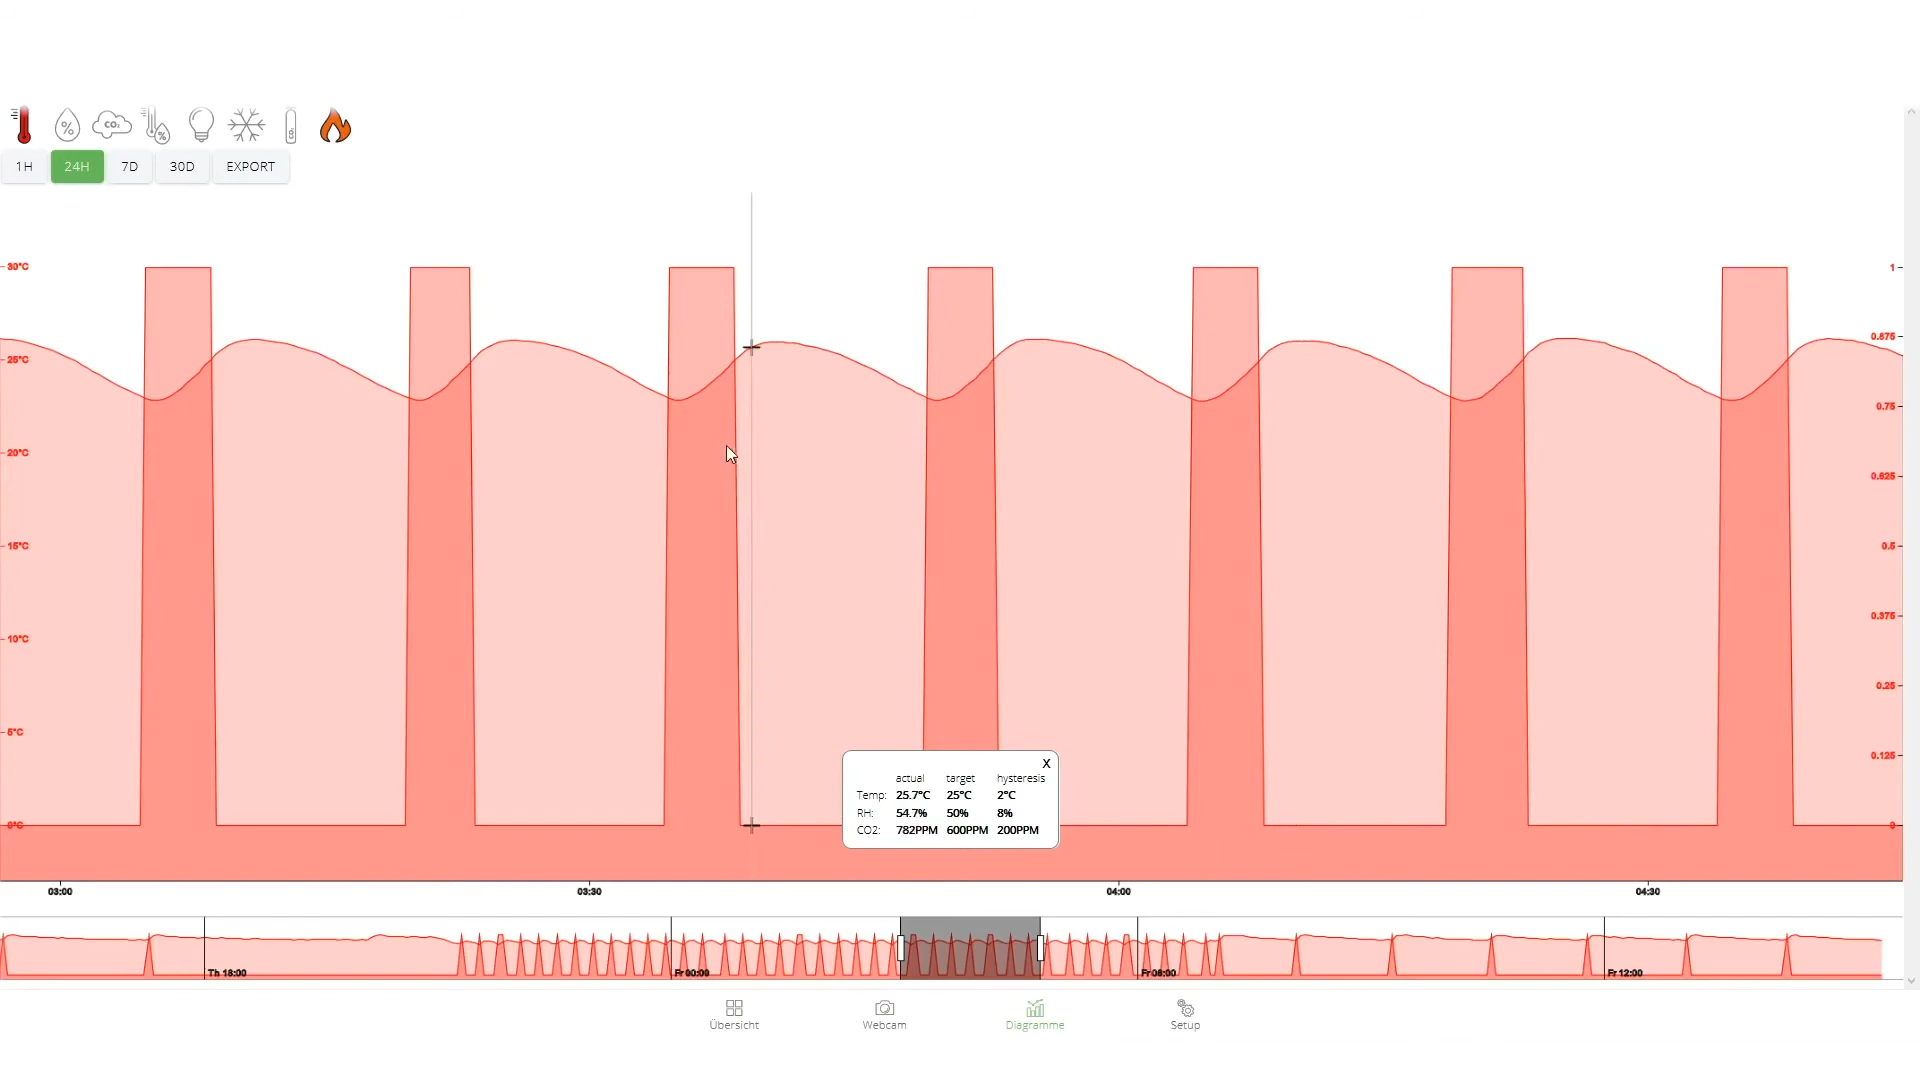 %
CO₂
%
CO₂
1H 24H 7D 30D EXPORT
30°C
25°C
20°C
15°C
10°C
5°C
0°C
1
0.875
0.75
0.625
0.5
0.375
0.25
0.125
0
X
actual target hysteresis
Temp: 25.7°C 25°C 2°C
RH: 54.7% 50% 8%
CO2: 782PPM 600PPM 200PPM
03:00 03:30 04:00 04:30
Th 18:00 Fr 00:00 Fr 06:00 Fr 12:00
Übersicht Webcam Diagramme Setup